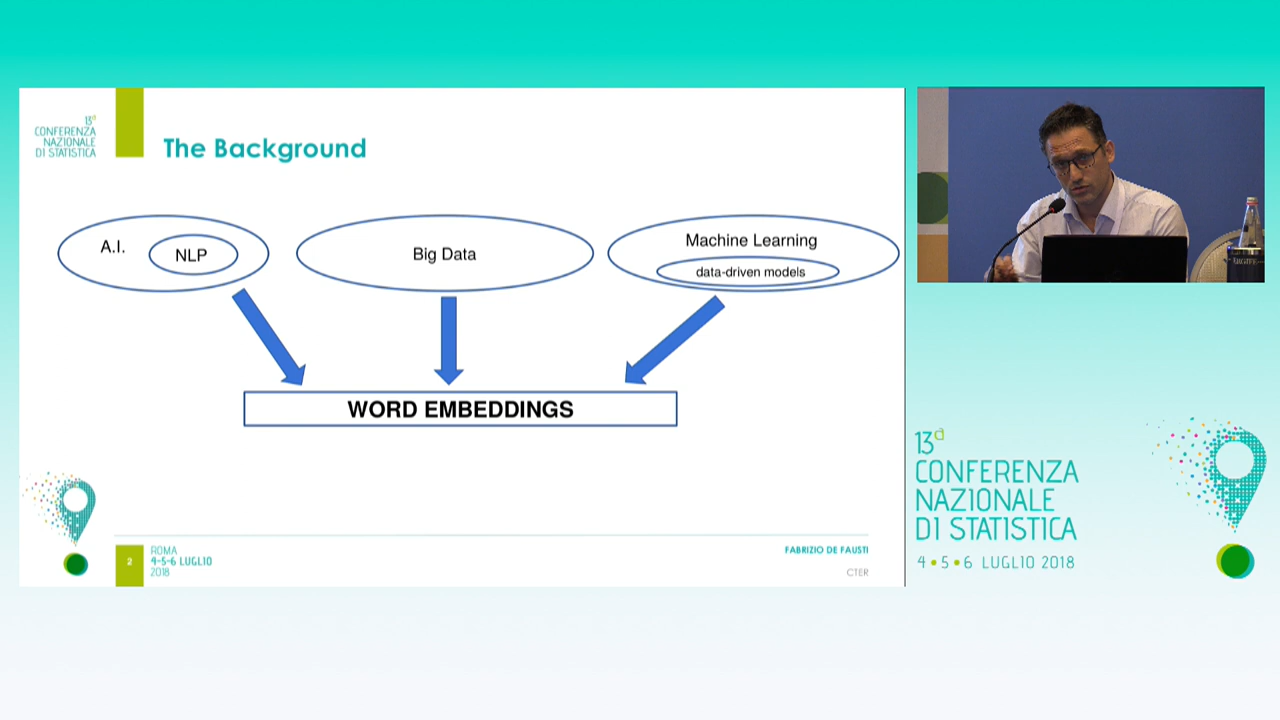 13a
CONFERENZA
NAZIONALE
DI STATISTICA
The Background
A.I.
NLP
Big Data
Machine Learning
data-driven models
WORD EMBEDDINGS
2
ROMA
4-5-6 LUGLIO
2018
FABRIZIO DE FAUSTI
CTER
13a
CONFERENZA
NAZIONALE
DI STATISTICA
4•5•6 LUGLIO 2018